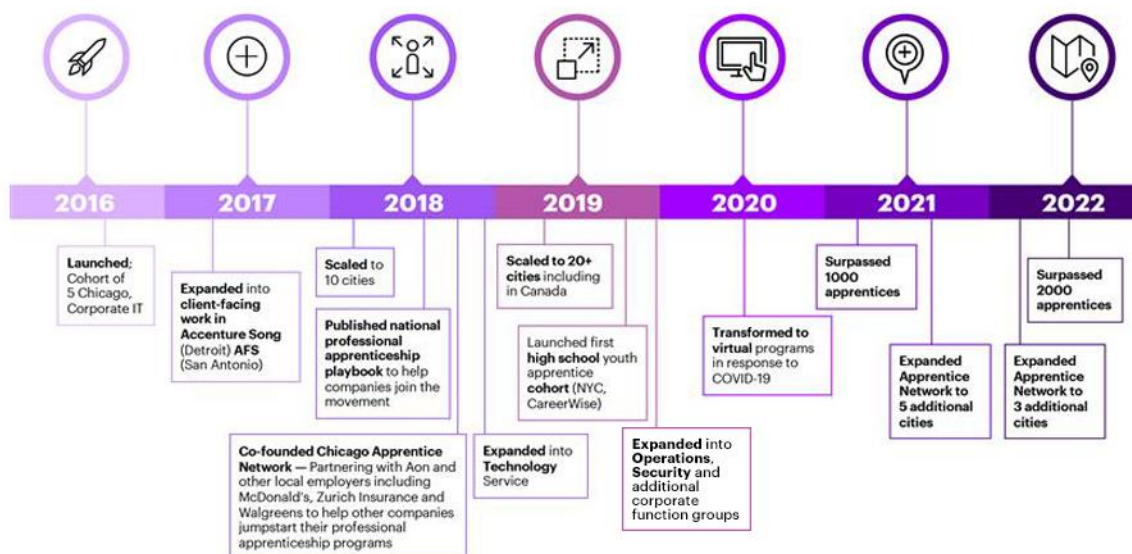 2016
2017
2018
2019
2020
2021
2022
Launched;
Cohort of
5 Chicago,
Corporate IT
Expanded into
client-facing
work in
Accenture Song
(Detroit) AFS
(San Antonio)
Scaled to
10 cities
Published national
professional
apprenticeship
playbook to help
companies join the
movement
Co-founded Chicago Apprentice
Network — Partnering with Aon and
other local employers including
McDonald's, Zurich Insurance and
Walgreens to help other companies
jumpstart their professional
apprenticeship programs
Expanded into
Technology
Service
Scaled to 20+
cities including
in Canada
Launched first
high school youth
apprentice
cohort (NYC,
CareerWise)
Expanded into
Operations,
Security and
additional
corporate
function groups
Transformed to
virtual programs
in response to
COVID-19
Surpassed
1000
apprentices
Expanded
Apprentice
Network to
5 additional
cities
Expanded
Apprentice
Network to
3 additional
cities
Surpassed
2000
apprentices